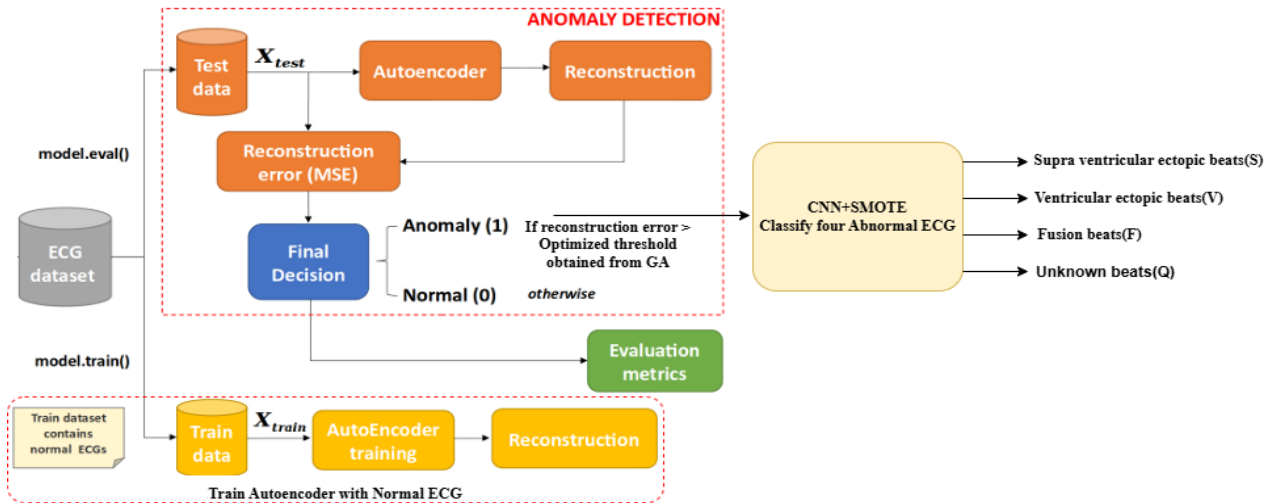 ANOMALY DETECTION
Test
data
X_test
Autoencoder
Reconstruction
model.eval()
Reconstruction
error (MSE)
ECG
dataset
Final
Decision
Anomaly (1)
If reconstruction error >
Optimized threshold
obtained from GA
Normal (0)
otherwise
CNN+SMOTE
Classify four Abnormal ECG
Supra ventricular ectopic beats(S)
Ventricular ectopic beats(V)
Fusion beats(F)
Unknown beats(Q)
Evaluation
metrics
model.train()
Train dataset
contains
normal ECGs
Train
data
X_train
AutoEncoder
training
Reconstruction
Train Autoencoder with Normal ECG